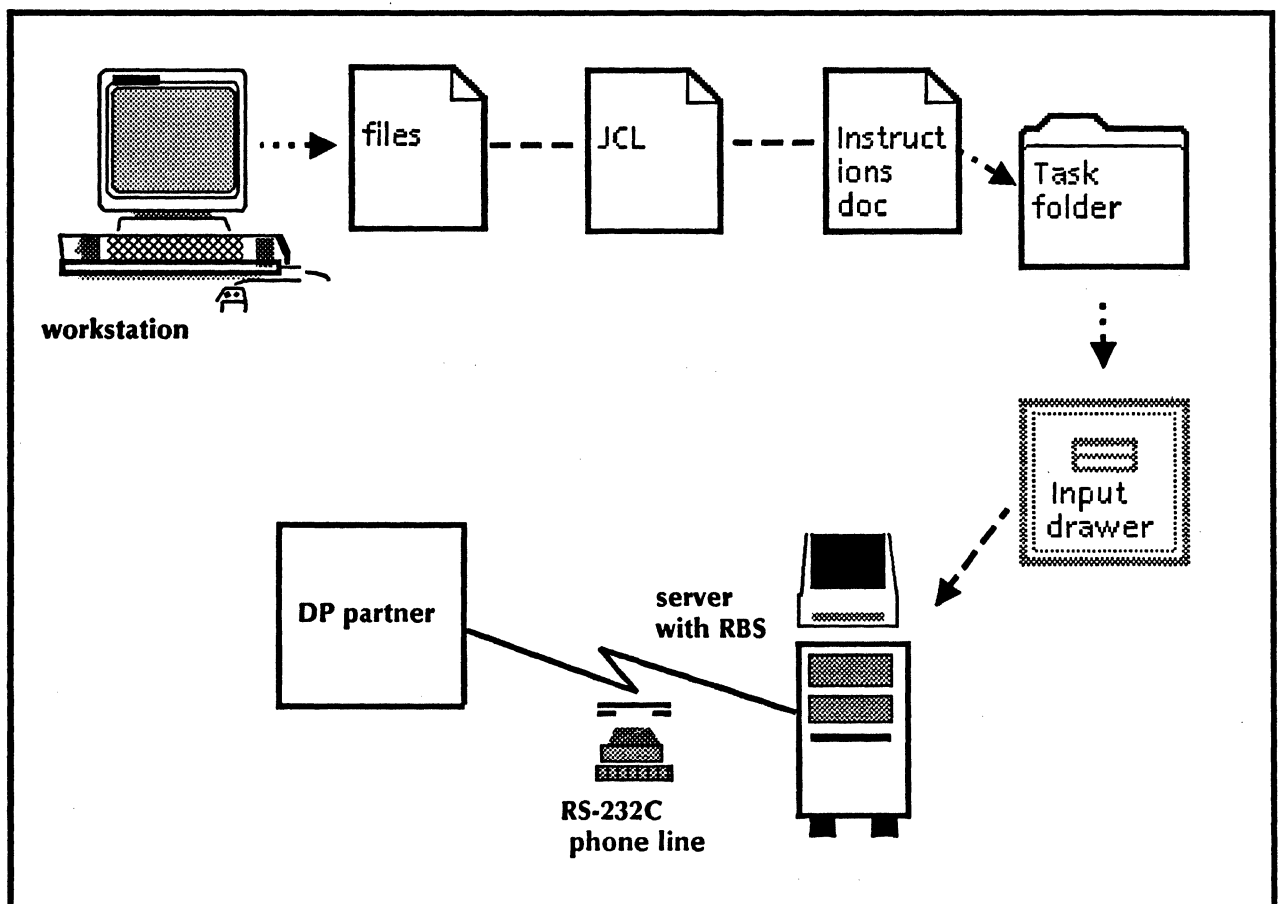 files
JCL
Instruct
ions
doc
Task
folder
workstation
Input
drawer
DP partner
server
with RBS
RS-232C
phone line